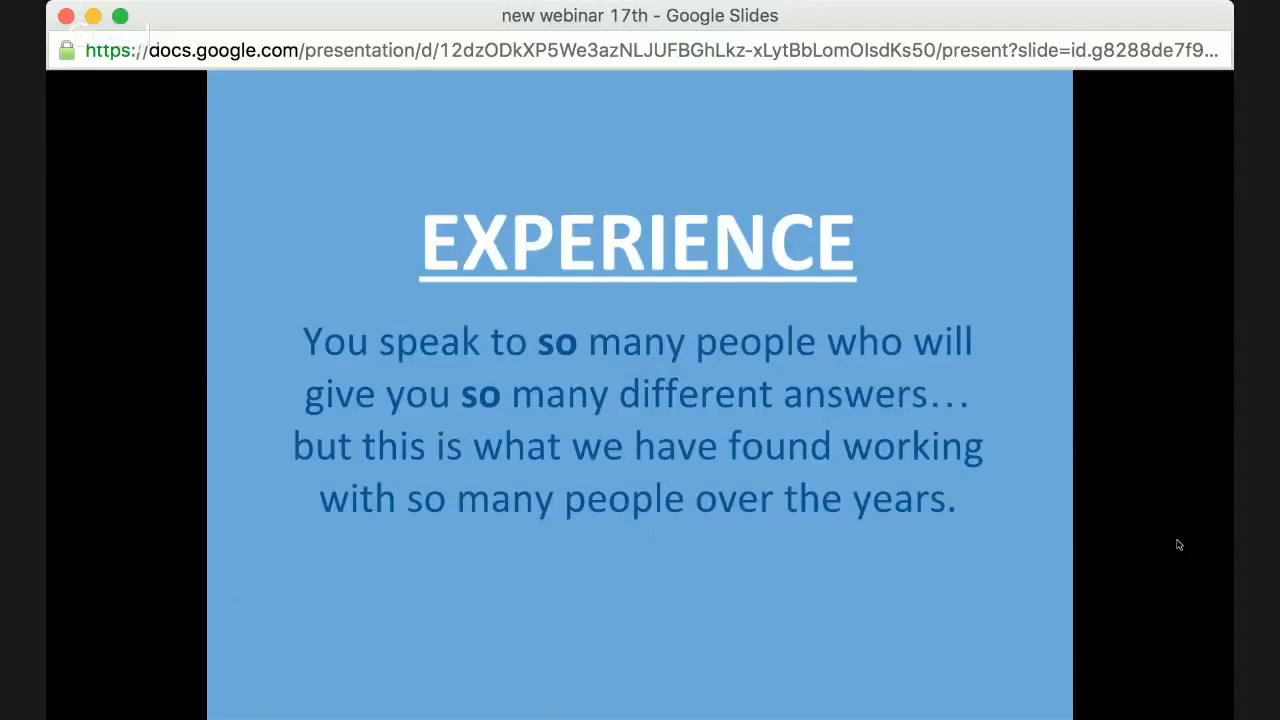 new webinar 17th - Google Slides
https://docs.google.com/presentation/d/12dzODkXP5We3azNLJUFBGhLkz-xLytBbLomOIsdKs50/present?slide=id.g8288de7f9...
EXPERIENCE
You speak to so many people who will
give you so many different answers...
but this is what we have found working
with so many people over the years.